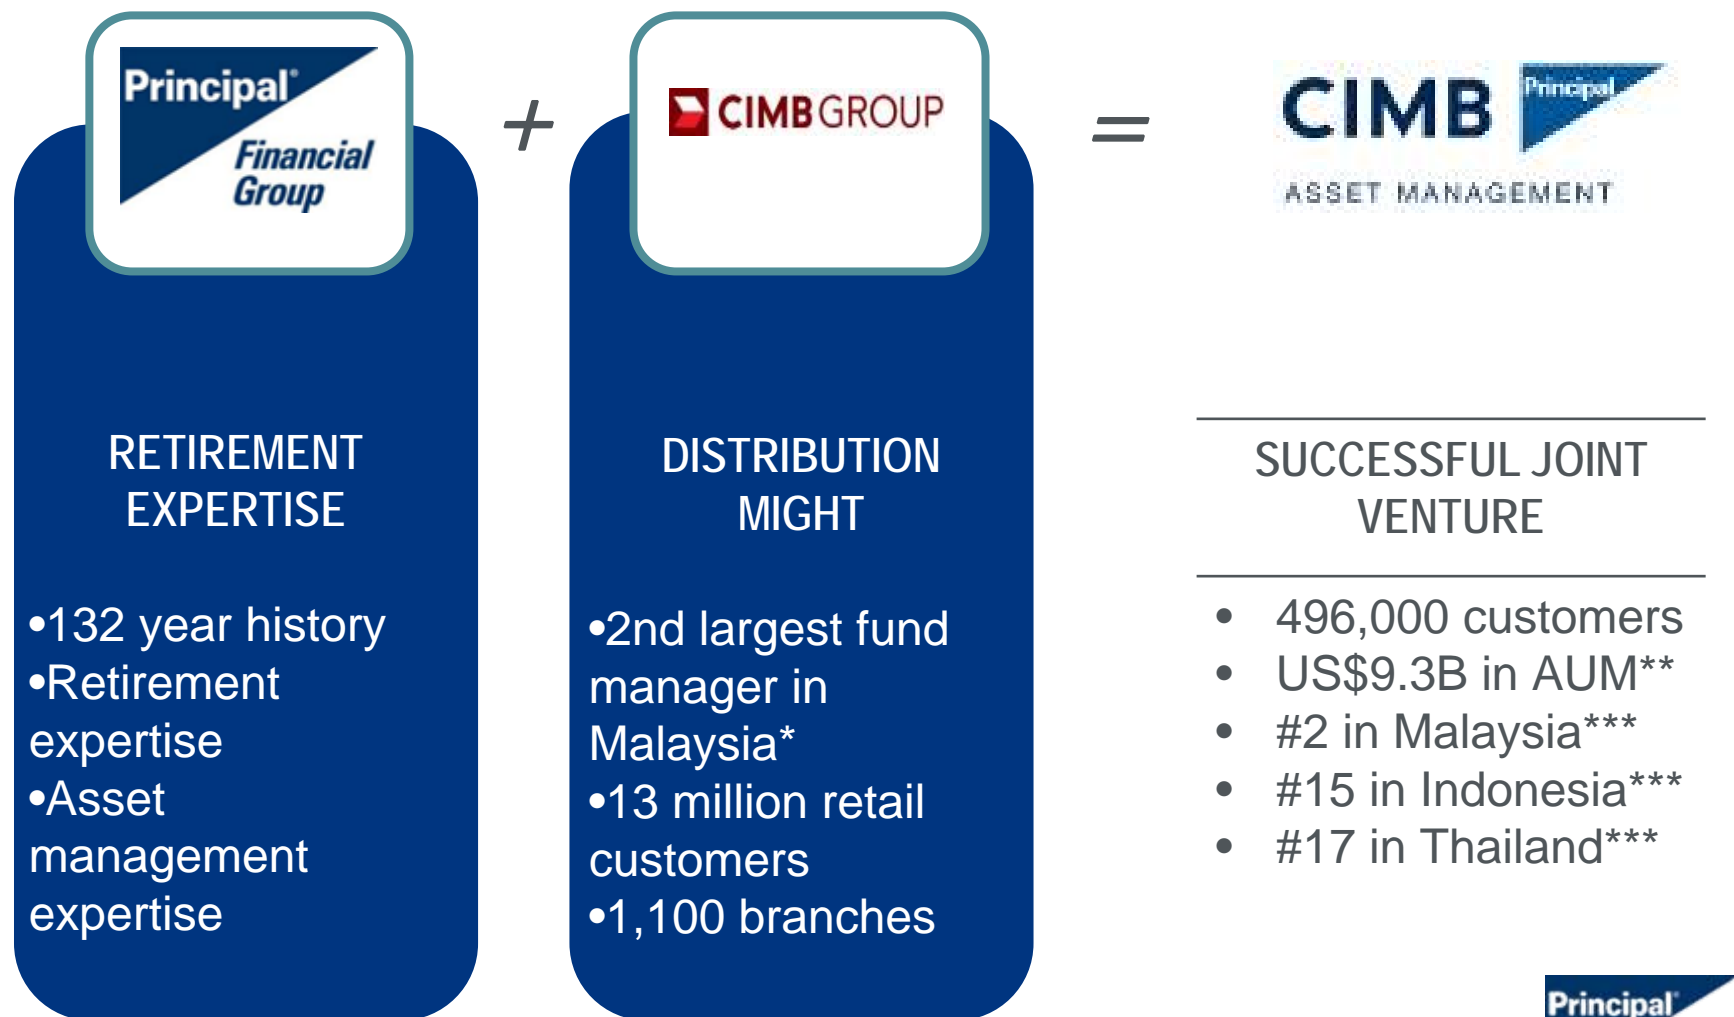 Principal®
Financial
Group
+
CIMB GROUP
=
CIMB Principal
ASSET MANAGEMENT
RETIREMENT
EXPERTISE
•132 year history
•Retirement
expertise
•Asset
management
expertise
DISTRIBUTION
MIGHT
•2nd largest fund
manager in
Malaysia*
•13 million retail
customers
•1,100 branches
SUCCESSFUL JOINT
VENTURE
• 496,000 customers
• US$9.3B in AUM**
• #2 in Malaysia***
• #15 in Indonesia***
• #17 in Thailand***
Principal®